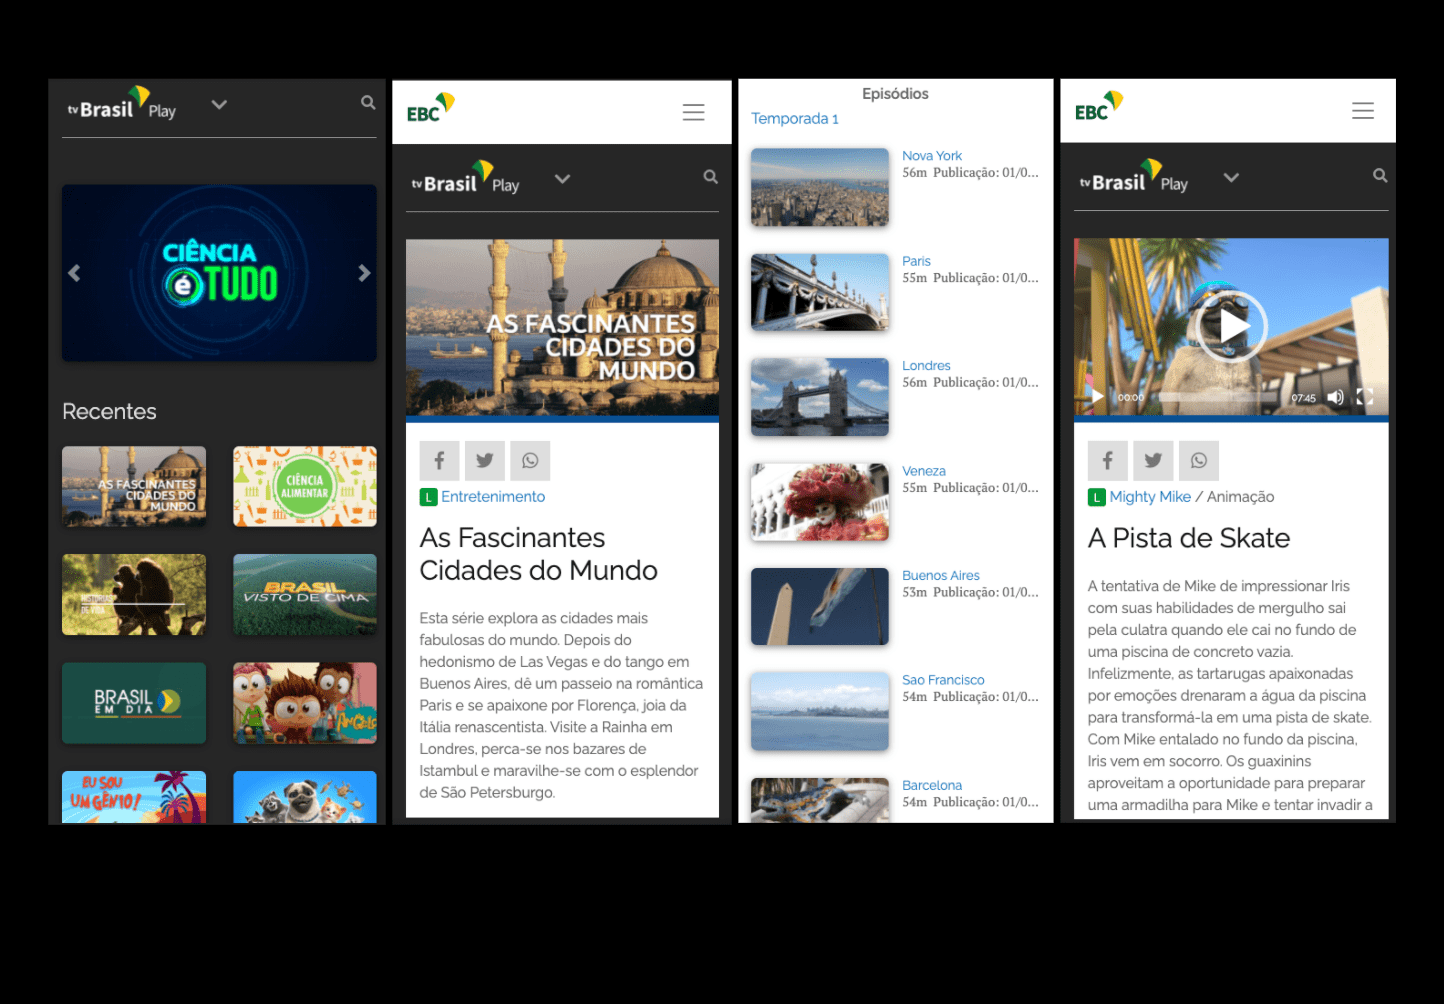 tv Brasil Play
CIÊNCIA
é TUDO
Recentes
AS FASCINANTES
CIDADES DO
MUNDO
CIÊNCIA
ALIMENTAR
HISTÓRIAS
DE VIDA
BRASIL
VISTO DE CIMA
BRASIL
EM DIA
ANGELO
EU SOU
UM GÊNIO!
EBC
tv Brasil Play
AS FASCINANTES
CIDADES DO
MUNDO
L Entretenimento
As Fascinantes
Cidades do Mundo
Esta série explora as cidades mais
fabulosas do mundo. Depois do
hedonismo de Las Vegas e do tango em
Buenos Aires, dê um passeio na romântica
Paris e se apaixone por Florença, joia da
Itália renascentista. Visite a Rainha em
Londres, perca-se nos bazares de
Istambul e maravilhe-se com o esplendor
de São Petersburgo.
Episódios
Temporada 1
Nova York
56m Publicação: 01/0...
Paris
55m Publicação: 01/0...
Londres
56m Publicação: 01/0...
Veneza
55m Publicação: 01/0...
Buenos Aires
53m Publicação: 01/0...
Sao Francisco
54m Publicação: 01/0...
Barcelona
54m Publicação: 01/0...
EBC
tv Brasil Play
00:00 07:45
L Mighty Mike / Animação
A Pista de Skate
A tentativa de Mike de impressionar Iris
com suas habilidades de mergulho sai
pela culatra quando ele cai no fundo de
uma piscina de concreto vazia.
Infelizmente, as tartarugas apaixonadas
por emoções drenaram a água da piscina
para transformá-la em uma pista de skate.
Com Mike entalado no fundo da piscina,
Iris vem em socorro. Os guaxinins
aproveitam a oportunidade para preparar
uma armadilha para Mike e tentar invadir a